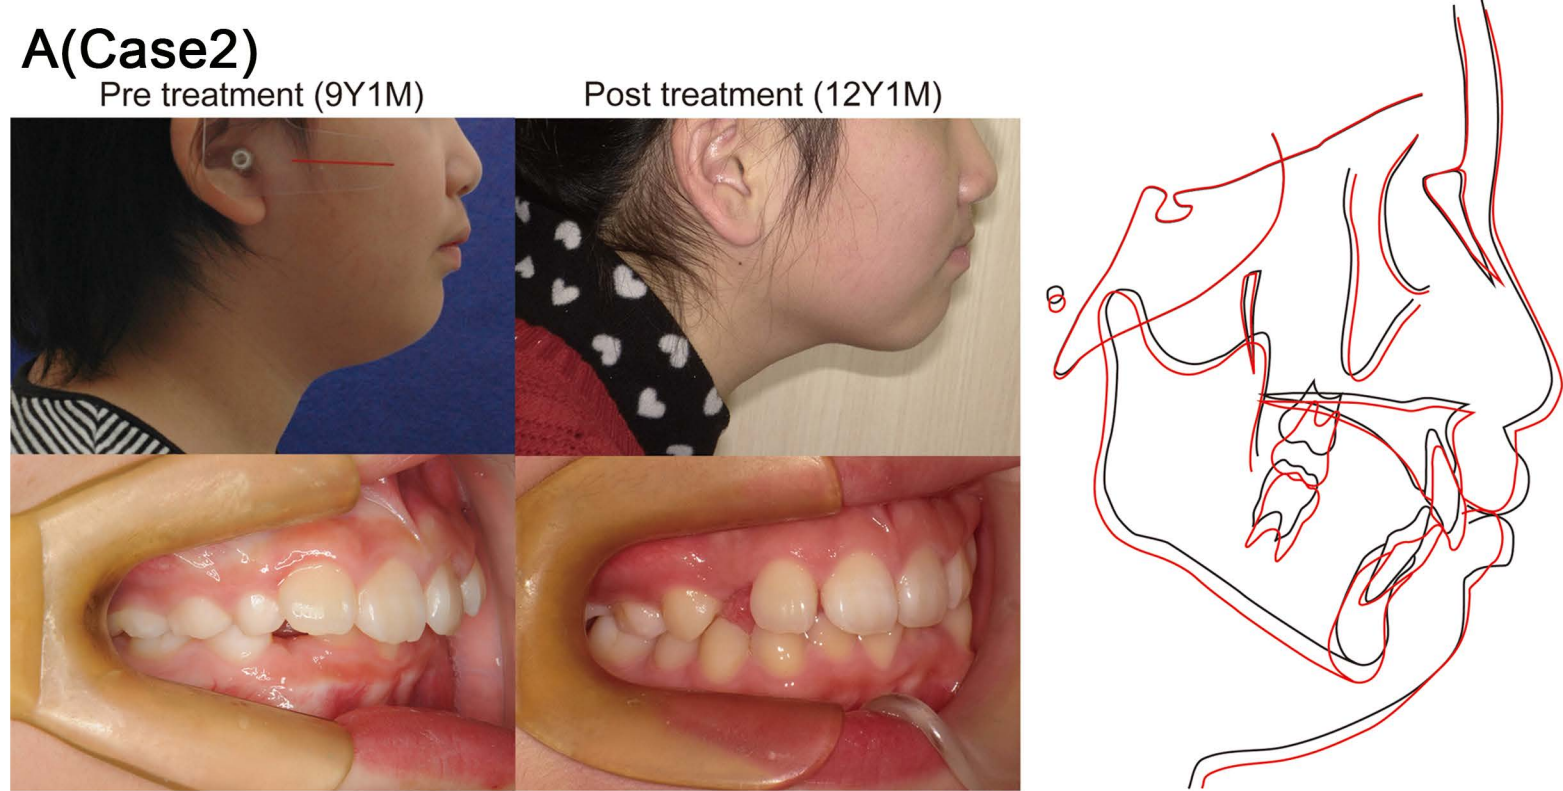 A(Case2)
Pre treatment (9Y1M)
Post treatment (12Y1M)